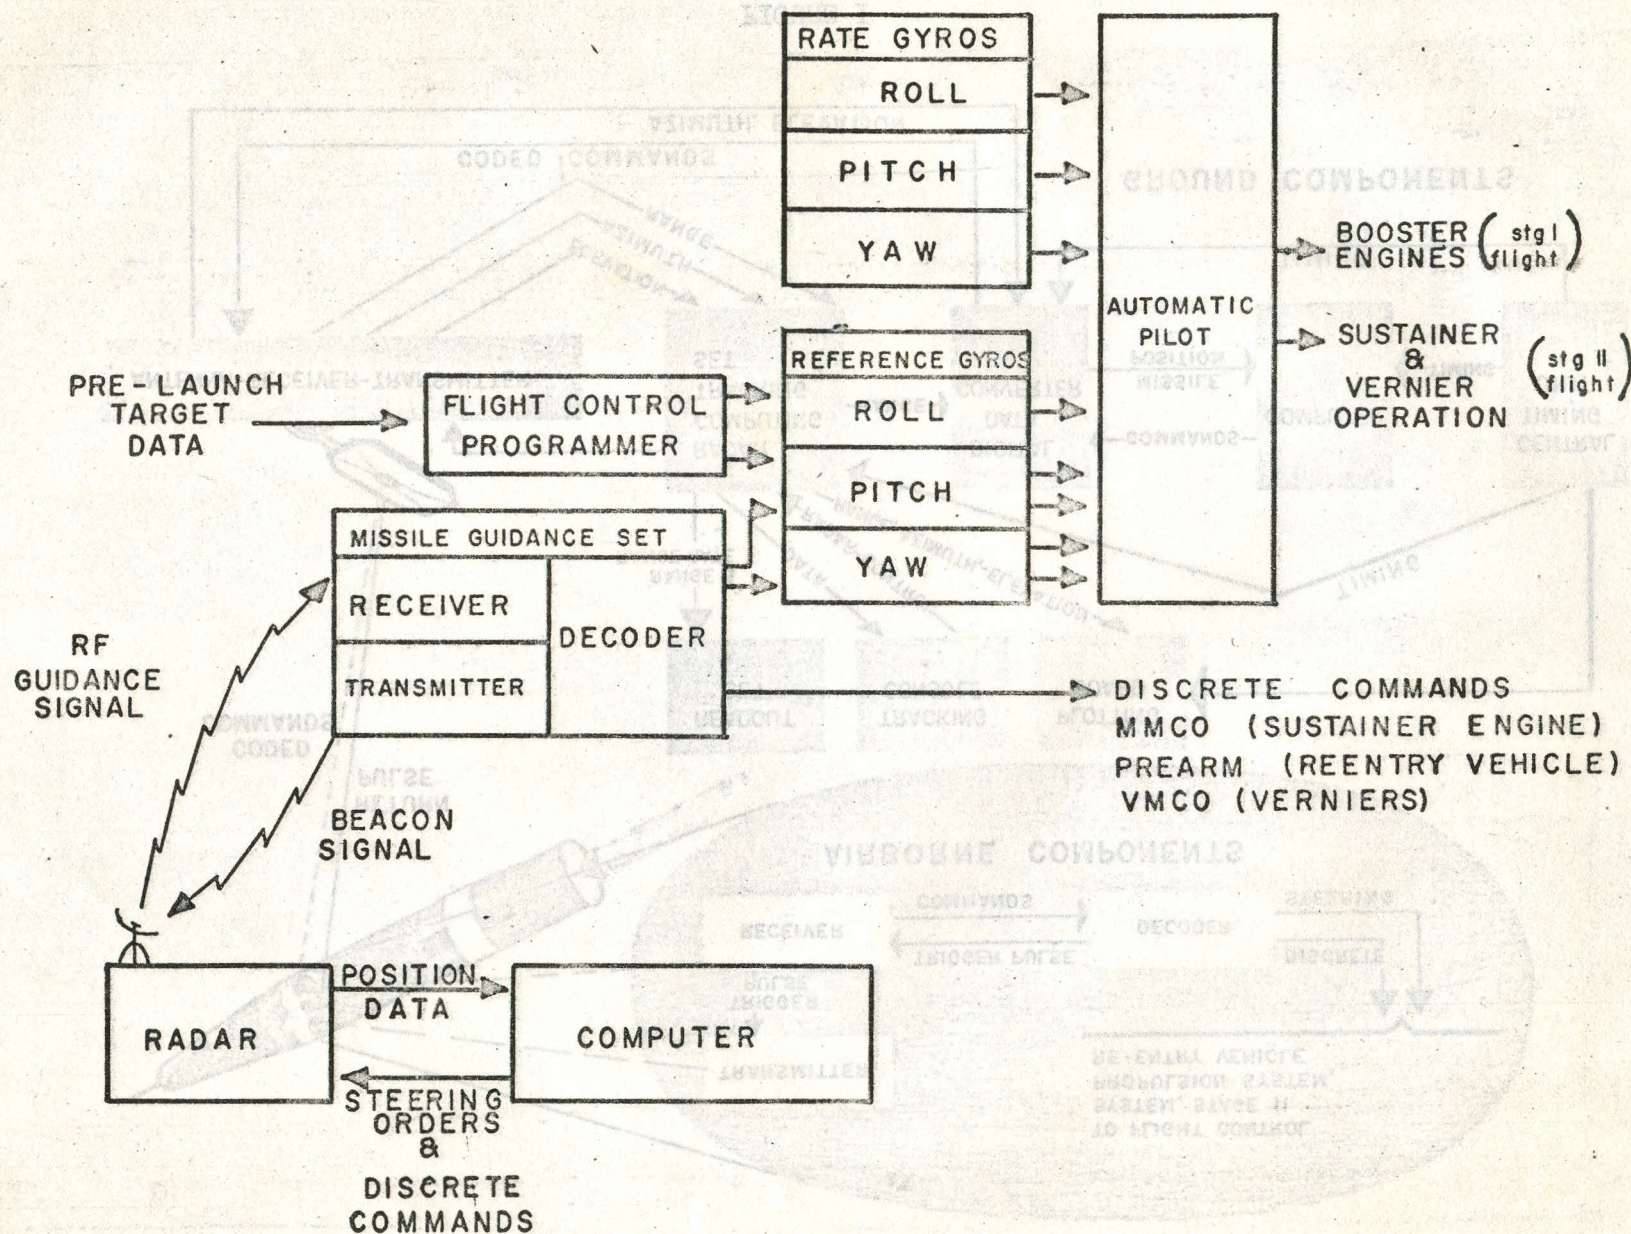 RATE GYROS
ROLL
PITCH
YAW
AUTOMATIC
PILOT
BOOSTER
ENGINES
(stg I
flight)
SUSTAINER
&
VERNIER
OPERATION
(stg II
flight)
PRE-LAUNCH
TARGET
DATA
FLIGHT CONTROL
PROGRAMMER
REFERENCE GYROS
ROLL
PITCH
YAW
MISSILE GUIDANCE SET
RECEIVER
TRANSMITTER
DECODER
RF
GUIDANCE
SIGNAL
BEACON
SIGNAL
DISCRETE COMMANDS
MMCO (SUSTAINER ENGINE)
PREARM (REENTRY VEHICLE)
VMCO (VERNIERS)
RADAR
POSITION
DATA
COMPUTER
STEERING
ORDERS
&
DISCRETE
COMMANDS